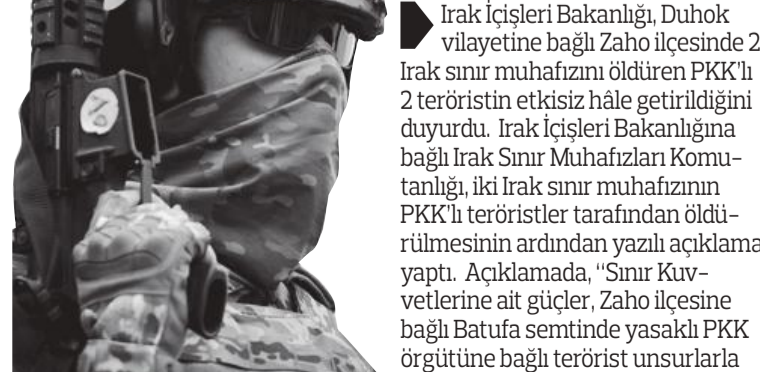 Irak İçişleri Bakanlığı, Duhok
vilayetine bağlı Zaho ilçesinde 2
Irak sınır muhafızını öldüren PKK'lı
2 teröristin etkisiz hâle getirildiğini
duyurdu. Irak İçişleri Bakanlığına
bağlı Irak Sınır Muhafızları Komu-
tanlığı, iki Irak sınır muhafızının
PKK'lı teröristler tarafından öldü-
rülmesinin ardından yazılı açıklama
yaptı. Açıklamada, “Sınır Kuv-
vetlerine ait güçler, Zaho ilçesine
bağlı Batufa semtinde yasaklı PKK
örgütüne bağlı terörist unsurlarla